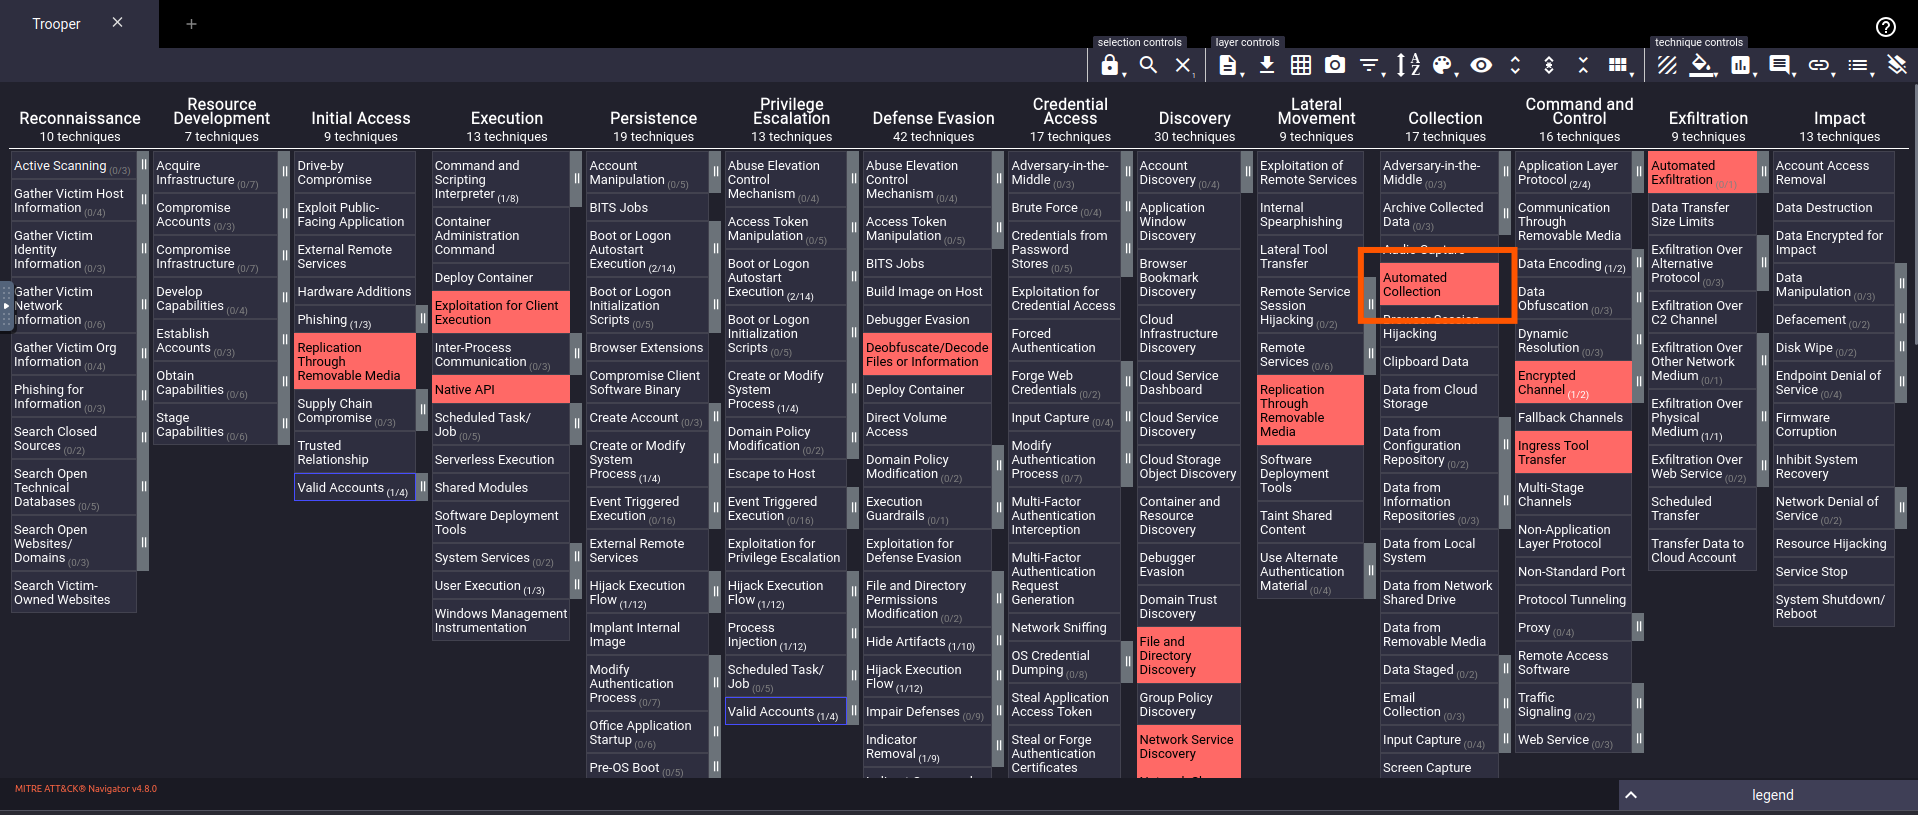 Trooper
selection controls
layer controls
technique controls
Reconnaissance
10 techniques
Active Scanning (0/3)
Gather Victim Host
Information (0/4)
Gather Victim
Identity
Information (0/3)
Gather Victim
Network
Information (0/6)
Gather Victim Org
Information (0/4)
Phishing for
Information (0/3)
Search Closed
Sources (0/2)
Search Open
Technical
Databases (0/5)
Search Open
Websites/
Domains (0/3)
Search Victim-
Owned Websites
Resource
Development
7 techniques
Acquire
Infrastructure (0/7)
Compromise
Accounts (0/3)
Compromise
Infrastructure (0/7)
Develop
Capabilities (0/4)
Establish
Accounts (0/3)
Obtain
Capabilities (0/6)
Stage
Capabilities (0/6)
Initial Access
9 techniques
Drive-by
Compromise
Exploit Public-
Facing Application
External Remote
Services
Hardware Additions
Phishing (1/3)
Replication
Through
Removable Media
Supply Chain
Compromise (0/3)
Trusted
Relationship
Valid Accounts (1/4)
Execution
13 techniques
Command and
Scripting
Interpreter (1/8)
Container
Administration
Command
Deploy Container
Exploitation for Client
Execution
Inter-Process
Communication (0/3)
Native API
Scheduled Task/
Job (0/5)
Serverless Execution
Shared Modules
Software Deployment
Tools
System Services (0/2)
User Execution (1/3)
Windows Management
Instrumentation
Persistence
19 techniques
Account
Manipulation (0/5)
BITS Jobs
Boot or Logon
Autostart
Execution (2/14)
Boot or Logon
Initialization
Scripts (0/5)
Browser Extensions
Compromise Client
Software Binary
Create Account (0/3)
Create or Modify
System
Process (1/4)
Event Triggered
Execution (0/16)
External Remote
Services
Hijack Execution
Flow (1/12)
Implant Internal
Image
Modify
Authentication
Process (0/7)
Office Application
Startup (0/6)
Pre-OS Boot (0/5)
Privilege
Escalation
13 techniques
Abuse Elevation
Control
Mechanism (0/4)
Access Token
Manipulation (0/5)
Boot or Logon
Autostart
Execution (2/14)
Boot or Logon
Initialization
Scripts (0/5)
Create or Modify
System
Process (1/4)
Domain Policy
Modification (0/2)
Escape to Host
Event Triggered
Execution (0/16)
Exploitation for
Privilege Escalation
Hijack Execution
Flow (1/12)
Process
Injection (1/12)
Scheduled Task/
Job (0/5)
Valid Accounts (1/4)
Defense Evasion
42 techniques
Abuse Elevation
Control
Mechanism (0/4)
Access Token
Manipulation (0/5)
BITS Jobs
Build Image on Host
Debugger Evasion
Deobfuscate/Decode
Files or Information
Deploy Container
Direct Volume
Access
Domain Policy
Modification (0/2)
Execution
Guardrails (0/1)
Exploitation for
Defense Evasion
File and Directory
Permissions
Modification (0/2)
Hide Artifacts (1/10)
Hijack Execution
Flow (1/12)
Impair Defenses (0/9)
Indicator
Removal (1/9)
Credential
Access
17 techniques
Adversary-in-the-
Middle (0/3)
Brute Force (0/4)
Credentials from
Password
Stores (0/5)
Exploitation for
Credential Access
Forced
Authentication
Forge Web
Credentials (0/2)
Input Capture (0/4)
Modify
Authentication
Process (0/7)
Multi-Factor
Authentication
Interception
Multi-Factor
Authentication
Request
Generation
Network Sniffing
OS Credential
Dumping (0/8)
Steal Application
Access Token
Steal or Forge
Authentication
Certificates
Discovery
30 techniques
Account
Discovery (0/4)
Application
Window
Discovery
Browser
Bookmark
Discovery
Cloud
Infrastructure
Discovery
Cloud Service
Dashboard
Cloud Service
Discovery
Cloud Storage
Object Discovery
Container and
Resource
Discovery
Debugger
Evasion
Domain Trust
Discovery
File and
Directory
Discovery
Group Policy
Discovery
Network Service
Discovery
Lateral
Movement
9 techniques
Exploitation of
Remote Services
Internal
Spearphishing
Lateral Tool
Transfer
Remote Service
Session
Hijacking (0/2)
Remote
Services (0/6)
Replication
Through
Removable
Media
Software
Deployment
Tools
Taint Shared
Content
Use Alternate
Authentication
Material (0/4)
Collection
17 techniques
Adversary-in-the-
Middle (0/3)
Archive Collected
Data (0/3)
Audio Capture
Automated
Collection
Browser Session
Hijacking
Clipboard Data
Data from Cloud
Storage
Data from
Configuration
Repository (0/2)
Data from
Information
Repositories (0/3)
Data from Local
System
Data from Network
Shared Drive
Data from
Removable Media
Data Staged (0/2)
Email
Collection (0/3)
Input Capture (0/4)
Screen Capture
Command and
Control
16 techniques
Application Layer
Protocol (2/4)
Communication
Through
Removable Media
Data Encoding (1/2)
Data
Obfuscation (0/3)
Dynamic
Resolution (0/3)
Encrypted
Channel (1/2)
Fallback Channels
Ingress Tool
Transfer
Multi-Stage
Channels
Non-Application
Layer Protocol
Non-Standard Port
Protocol Tunneling
Proxy (0/4)
Remote Access
Software
Traffic
Signaling (0/2)
Web Service (0/3)
Exfiltration
9 techniques
Automated
Exfiltration (0/1)
Data Transfer
Size Limits
Exfiltration Over
Alternative
Protocol (0/3)
Exfiltration Over
C2 Channel
Exfiltration Over
Other Network
Medium (0/1)
Exfiltration Over
Physical
Medium (1/1)
Exfiltration Over
Web Service (0/2)
Scheduled
Transfer
Transfer Data to
Cloud Account
Impact
13 techniques
Account Access
Removal
Data Destruction
Data Encrypted for
Impact
Data
Manipulation (0/3)
Defacement (0/2)
Disk Wipe (0/2)
Endpoint Denial of
Service (0/4)
Firmware
Corruption
Inhibit System
Recovery
Network Denial of
Service (0/2)
Resource Hijacking
Service Stop
System Shutdown/
Reboot
MITRE ATT&CK® Navigator v4.8.0
legend